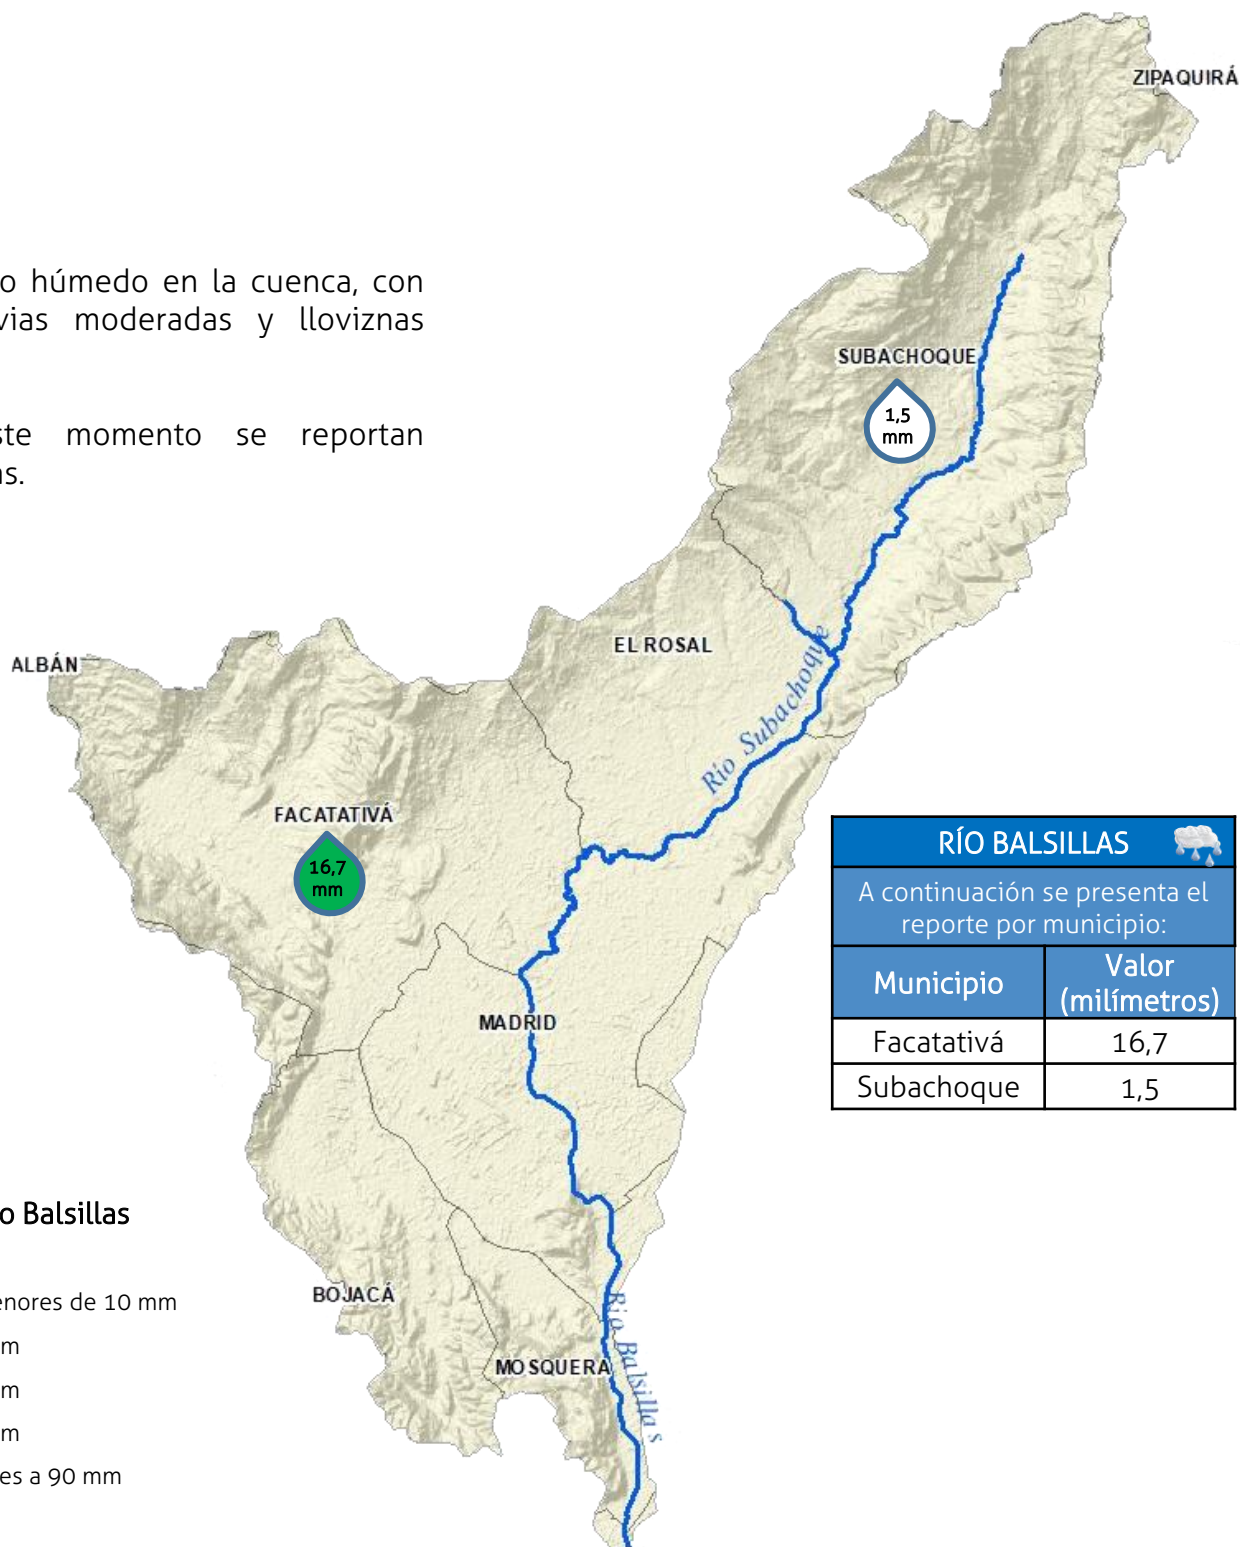 ZIPAQUIRÁ
o húmedo en la cuenca, con
vias moderadas y lloviznas
ste momento se reportan
as.
SUBACHOQUE
1,5
mm
EL ROSAL
ALBÁN
Río Subachoque
FACATATIVÁ
16,7
mm
RÍO BALSILLAS
A continuación se presenta el
reporte por municipio:
Municipio Valor
(milímetros)
Facatativá 16,7
Subachoque 1,5
MADRID
o Balsillas
BOJACÁ
enores de 10 mm
m
MOSQUERA
Río Balsillas
m
m
es a 90 mm